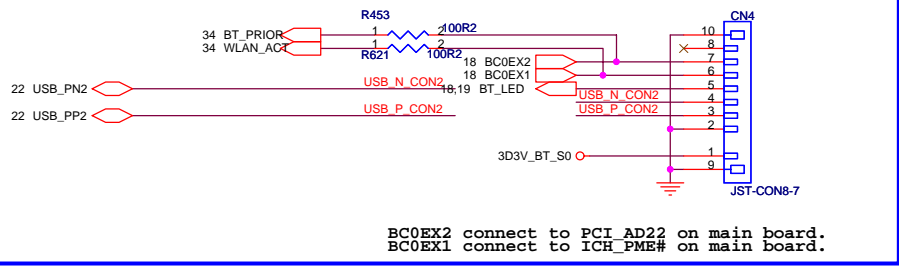 R453
CN4
34 BT_PRIOR 1 2 100R2 10
34 WLAN_ACT 1 2 8
R621 100R2
18 BC0EX2 7
18 BC0EX1 6
22 USB_PN2 USB_N_CON2 18,19 BT_LED 5
USB_N_CON2 4
22 USB_PP2 USB_P_CON2 USB_P_CON2 3
2
3D3V_BT_S0 1
9
JST-CON8-7
BC0EX2 connect to PCI_AD22 on main board.
BC0EX1 connect to ICH_PME# on main board.